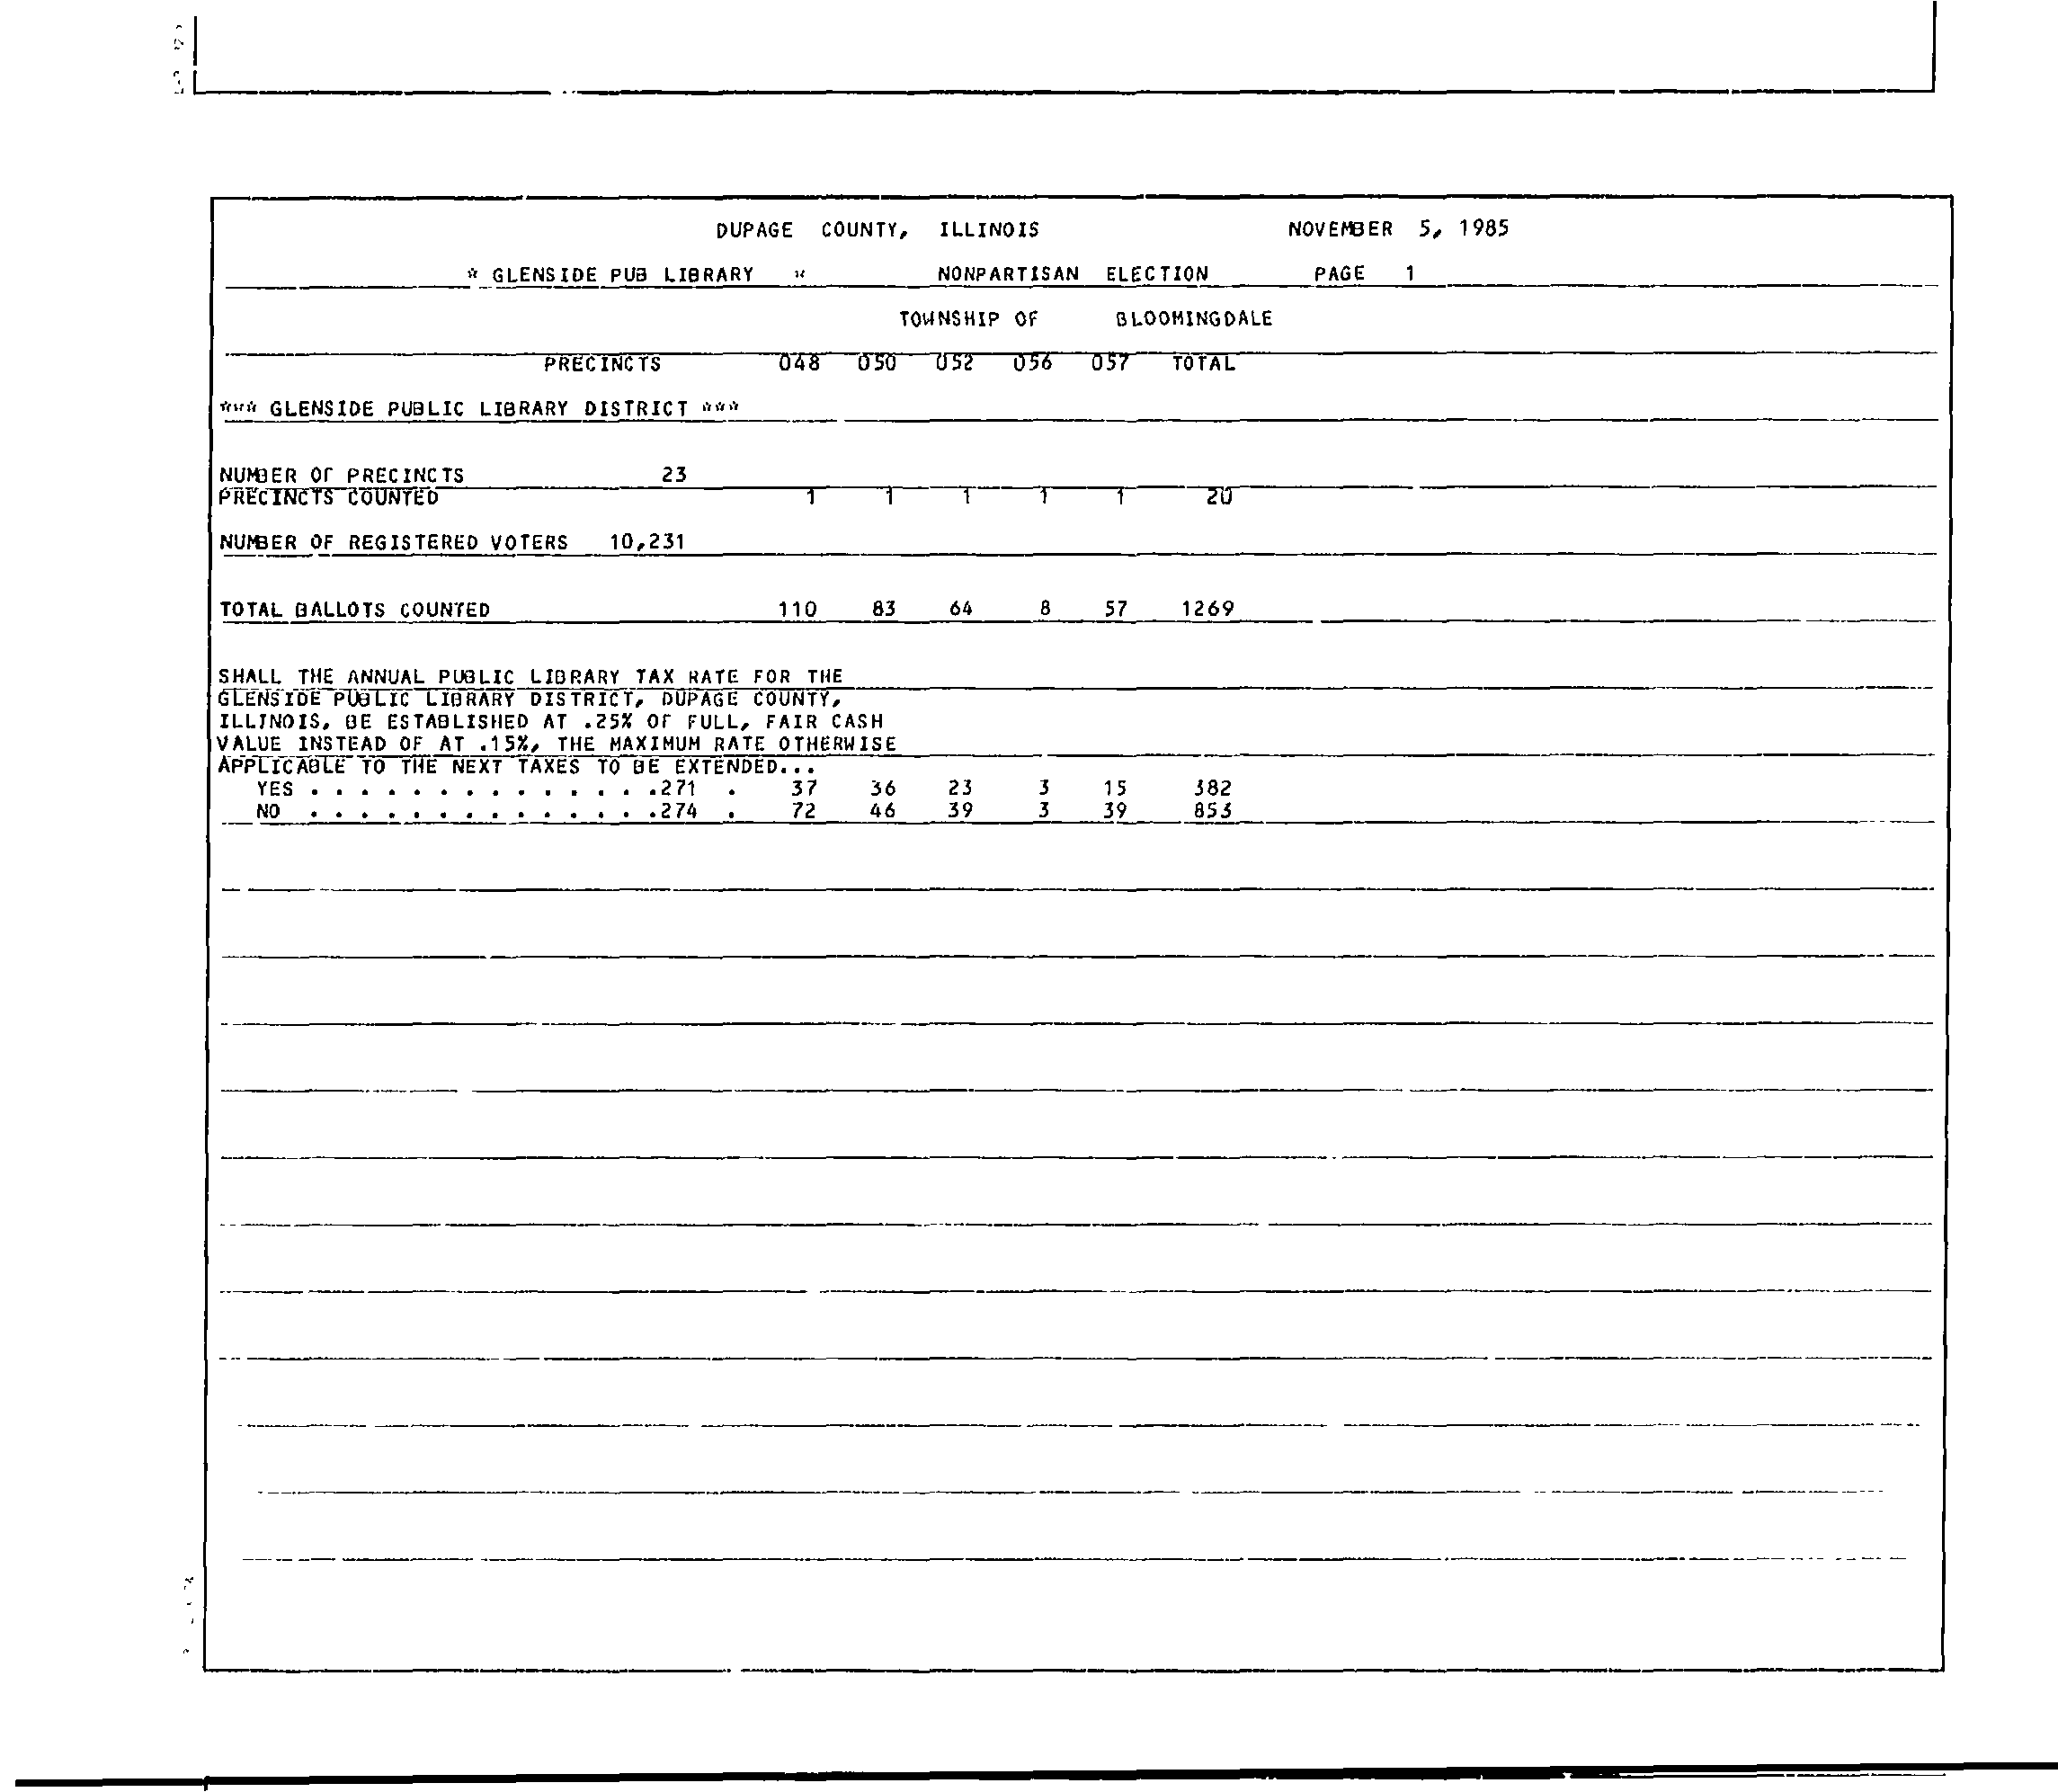 DUPAGE COUNTY, ILLINOIS NOVEMBER 5, 1985
* GLENSIDE PUB LIBRARY * NONPARTISAN ELECTION PAGE 1
TOWNSHIP OF BLOOMINGDALE
PRECINCTS 048 050 052 056 057 TOTAL
*** GLENSIDE PUBLIC LIBRARY DISTRICT ***
NUMBER OF PRECINCTS 23
PRECINCTS COUNTED 1 1 1 1 1 20
NUMBER OF REGISTERED VOTERS 10,231
TOTAL BALLOTS COUNTED 110 83 64 8 57 1269
SHALL THE ANNUAL PUBLIC LIBRARY TAX RATE FOR THE
GLENSIDE PUBLIC LIBRARY DISTRICT, DUPAGE COUNTY,
ILLINOIS, BE ESTABLISHED AT .25% OF FULL, FAIR CASH
VALUE INSTEAD OF AT .15%, THE MAXIMUM RATE OTHERWISE
APPLICABLE TO THE NEXT TAXES TO BE EXTENDED...
YES . . . . . . . . . . . . . .271 . 37 36 23 3 15 382
NO . . . . . . . . . . . . . .274 . 72 46 39 3 39 853